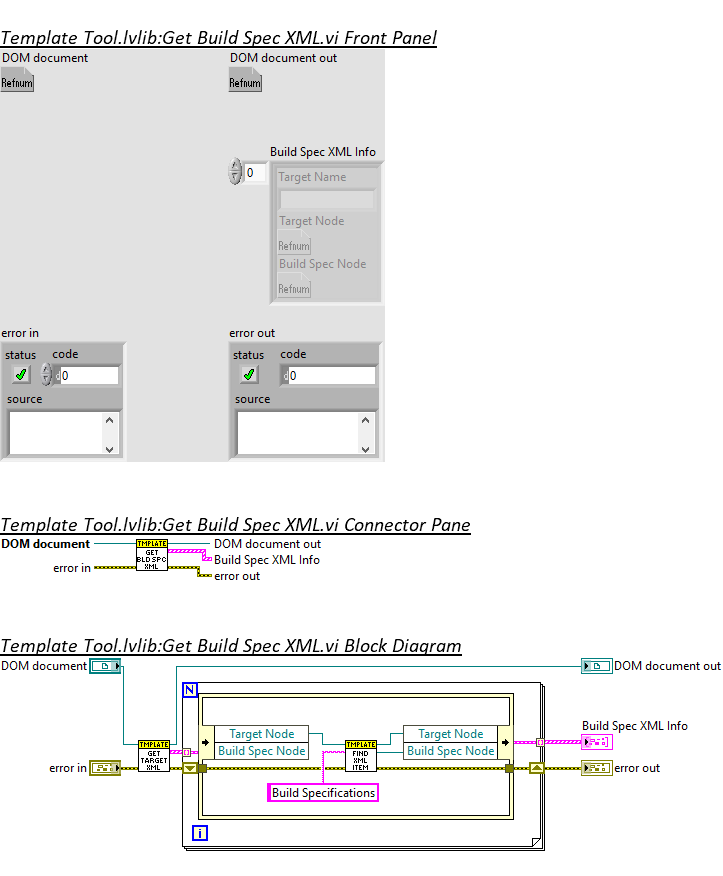 Template Tool.lvlib:Get Build Spec XML.vi Front Panel
DOM document
DOM document out
Refnum
Refnum
Build Spec XML Info
0
Target Name
Target Node
Refnum
Build Spec Node
Refnum
error in
error out
status code
status code
d0
d0
source
source
Template Tool.lvlib:Get Build Spec XML.vi Connector Pane
DOM document
error in
TMPLATE
GET
BLD SPC
XML
DOM document out
Build Spec XML Info
error out
Template Tool.lvlib:Get Build Spec XML.vi Block Diagram
DOM document
DOM document out
N
Target Node
Build Spec Node
Target Node
Build Spec Node
Build Spec XML Info
TMPLATE
GET
TARGET
XML
TMPLATE
FIND
XML
ITEM
error in
error out
Build Specifications
i